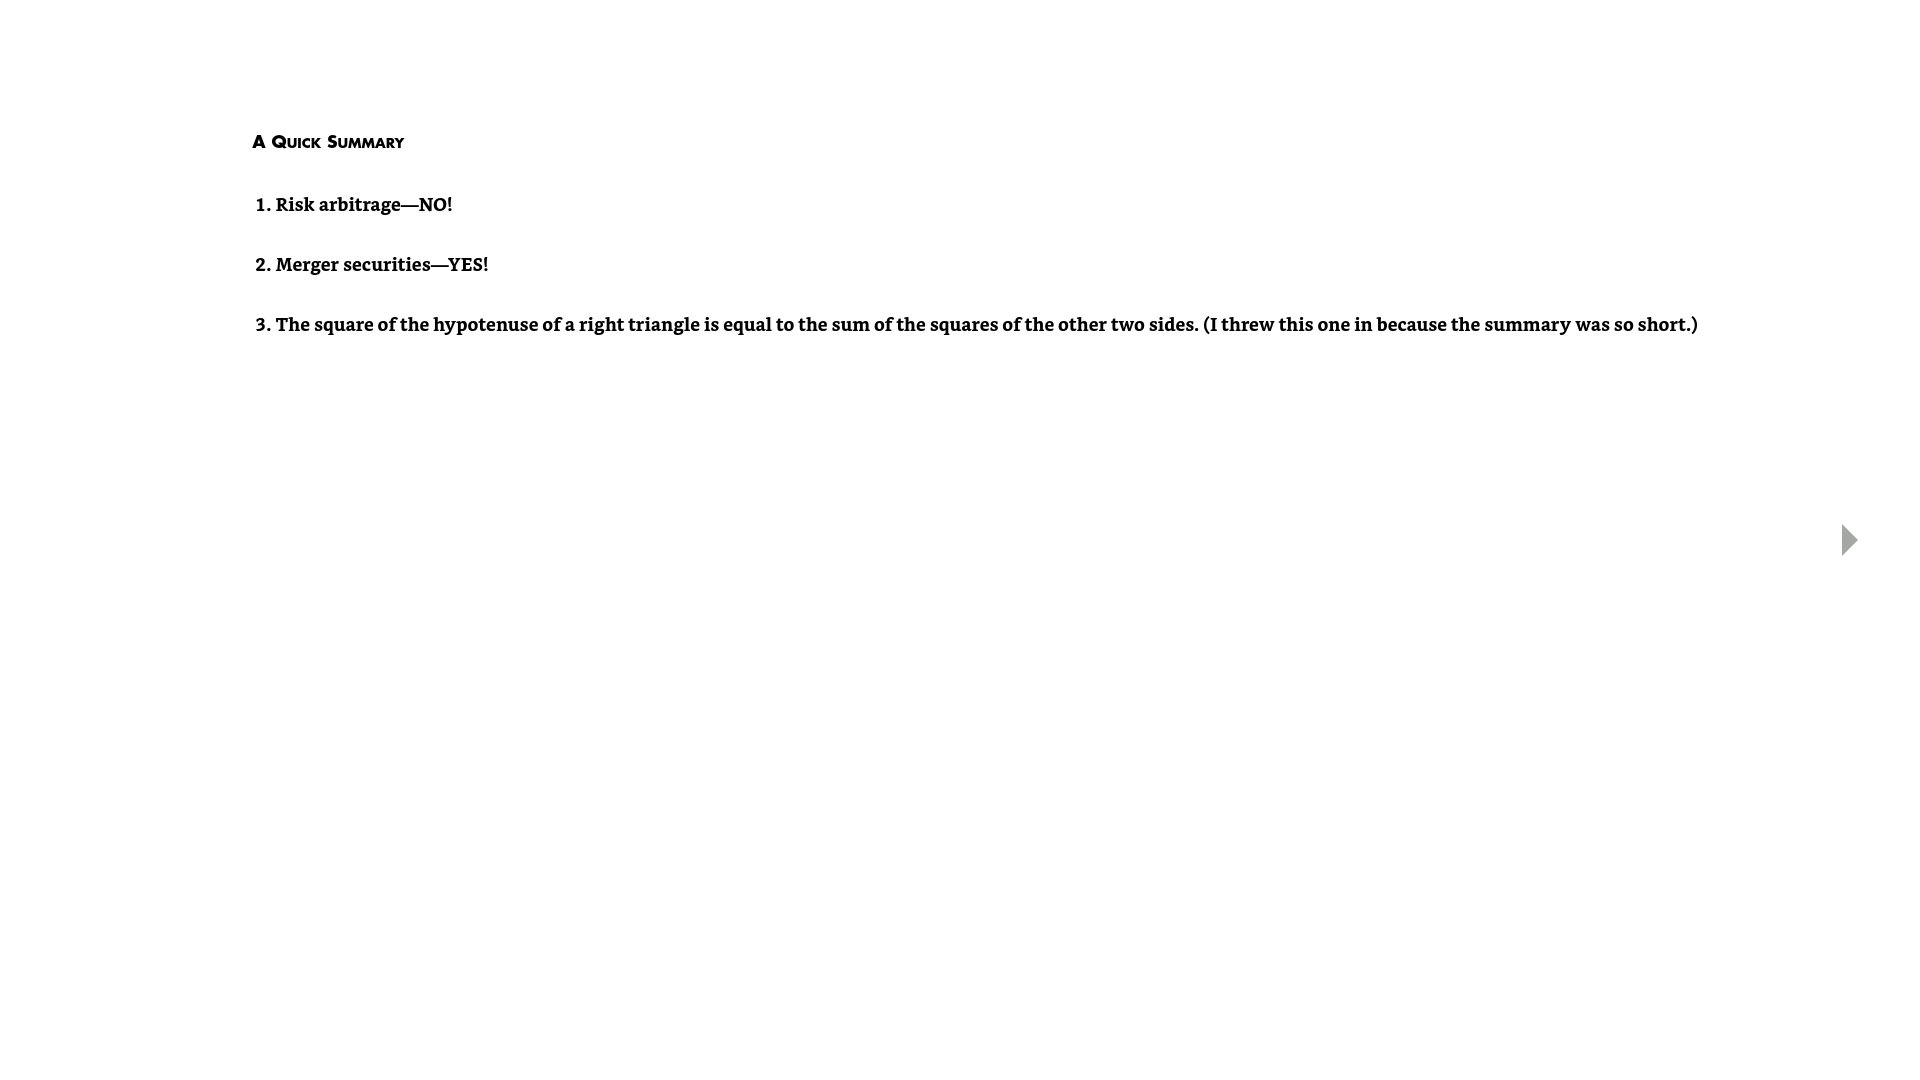 A Quick Summary
1. Risk arbitrage—NO!
2. Merger securities—YES!
3. The square of the hypotenuse of a right triangle is equal to the sum of the squares of the other two sides. (I threw this one in because the summary was so short.)